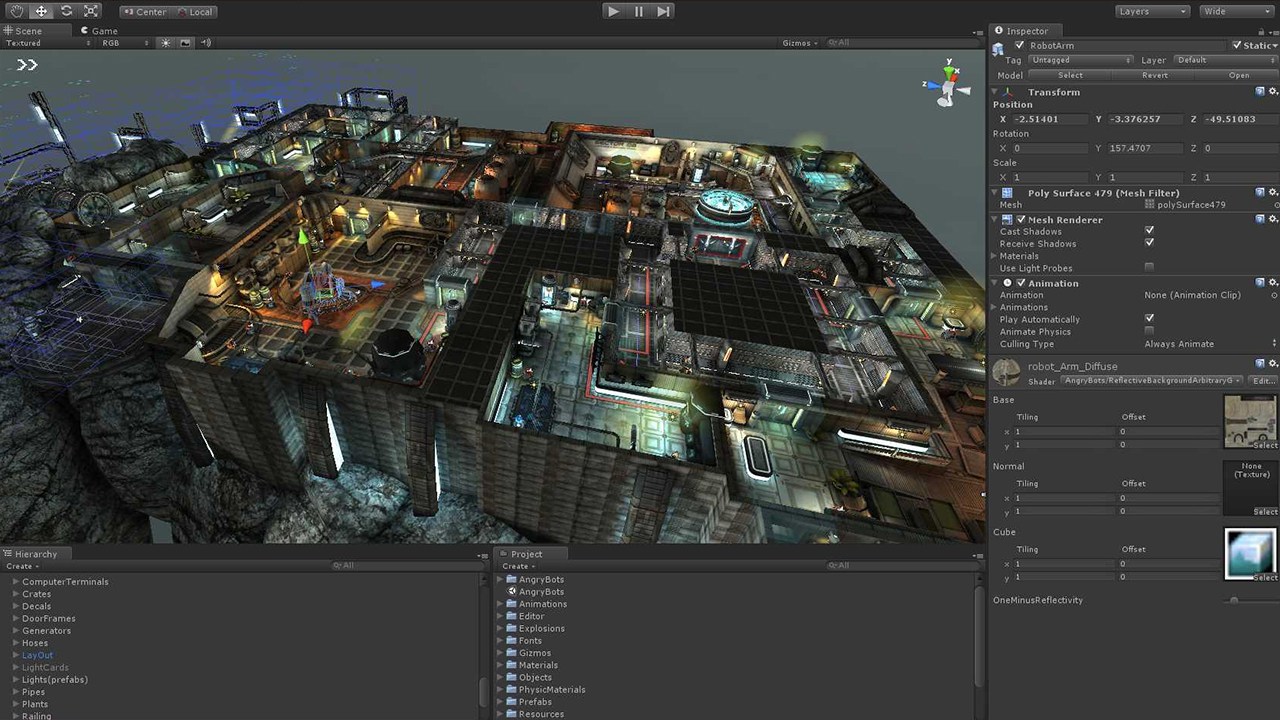 Center Local
Layers Wide
Scene Game
Textured RGB Gizmos All
y
x
z
Inspector
RobotArm Static
Tag Untagged Layer Default
Model Select Revert Open
Transform
Position
X -2.51401 Y -3.376257 Z -49.51083
Rotation
X 0 Y 157.4707 Z 0
Scale
X 1 Y 1 Z 1
Poly Surface 479 (Mesh Filter)
Mesh polySurface479
Mesh Renderer
Cast Shadows
Receive Shadows
Materials
Use Light Probes
Animation
Animation None (Animation Clip)
Animations
Play Automatically
Animate Physics
Culling Type Always Animate
robot_Arm_Diffuse
Shader AngryBots/ReflectiveBackgroundArbitraryG Edit...
Base
Tiling Offset
x 1 0
y 1 0
Select
Normal
None
(Texture)
Tiling Offset
x 1 0
y 1 0
Select
Cube
Tiling Offset
x 1 0
y 1 0
Select
OneMinusReflectivity
Hierarchy
Create All
ComputerTerminals
Crates
Decals
DoorFrames
Generators
Hoses
LayOut
LightCards
Lights(prefabs)
Pipes
Plants
Railing
Project
Create All
AngryBots
AngryBots
Animations
Editor
Explosions
Fonts
Gizmos
Materials
Objects
PhysicMaterials
Prefabs
Resources